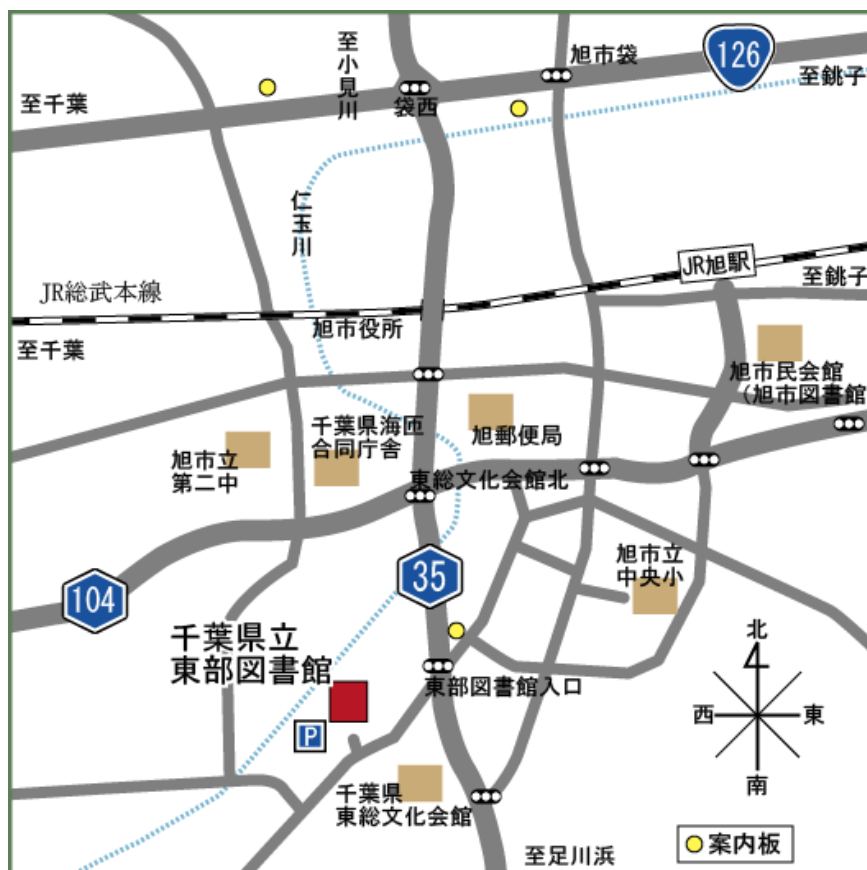 至小見川
旭市袋
126
至千葉
袋西
至銚子
仁玉川
JR旭駅
至銚子
JR総武本線
旭市役所
至千葉
旭市民会館
（旭市図書館
千葉県海匝
合同庁舎
旭郵便局
旭市立
第二中
東総文化会館北
旭市立
中央小
35
104
千葉県立
東部図書館
北
東部図書館入口
西
東
P
南
千葉県
東総文化会館
案内板
至足川浜